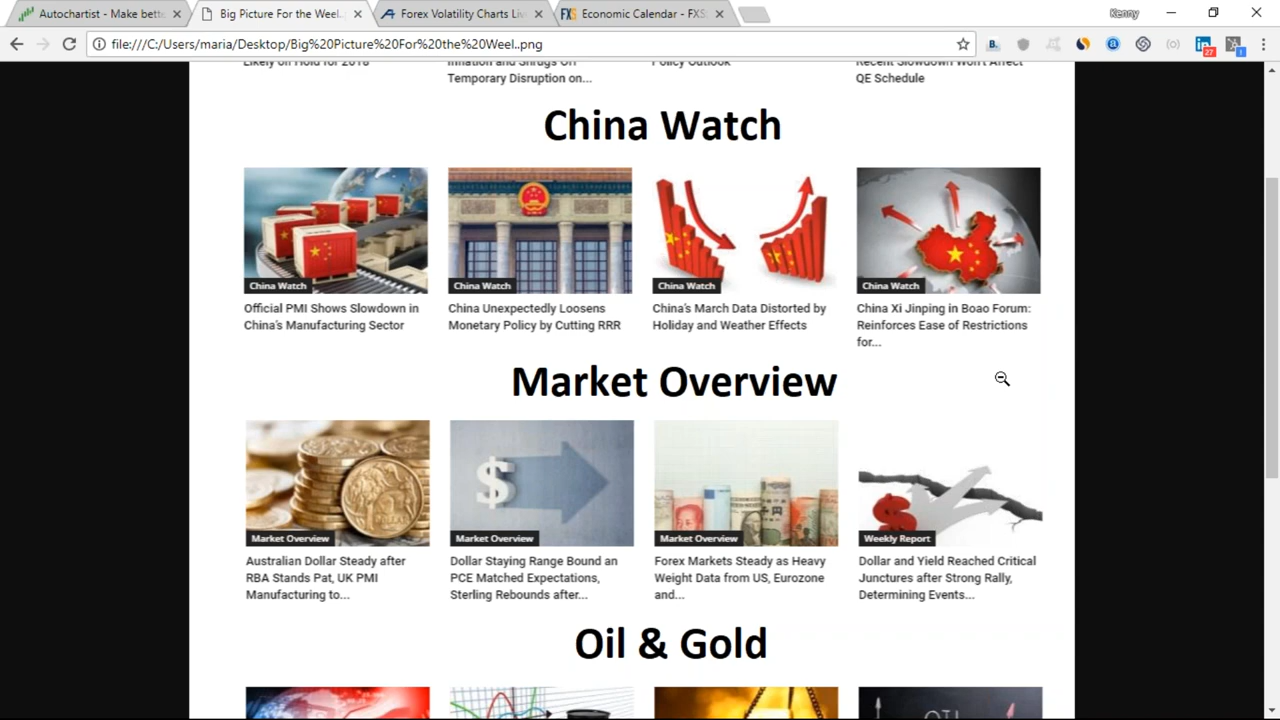 Autochartist - Make bette
Big Picture For the Weel..
Forex Volatility Charts Liv
Economic Calendar - FXS
Kenny
file:///C:/Users/maria/Desktop/Big%20Picture%20For%20the%20Weel..png
27
1
Likely on Hold for 2018
Inflation and Shrugs On
Temporary Disruption on...
Policy Outlook
Recent Slowdown Won't Affect
QE Schedule
China Watch
China Watch
Official PMI Shows Slowdown in
China's Manufacturing Sector
China Watch
China Unexpectedly Loosens
Monetary Policy by Cutting RRR
China Watch
China's March Data Distorted by
Holiday and Weather Effects
China Watch
China Xi Jinping in Boao Forum:
Reinforces Ease of Restrictions
for...
Market Overview
Market Overview
Australian Dollar Steady after
RBA Stands Pat, UK PMI
Manufacturing to...
Market Overview
Dollar Staying Range Bound an
PCE Matched Expectations,
Sterling Rebounds after...
Market Overview
Forex Markets Steady as Heavy
Weight Data from US, Eurozone
and...
Weekly Report
Dollar and Yield Reached Critical
Junctures after Strong Rally,
Determining Events...
Oil & Gold
OIL